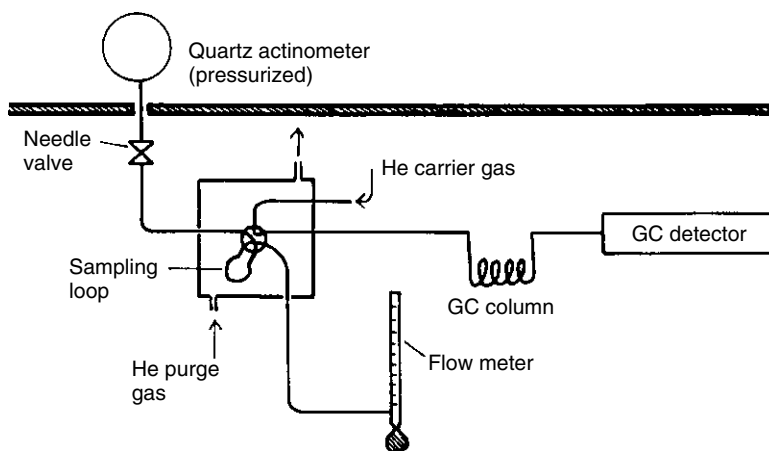 Quartz actinometer
(pressurized)
Needle
valve
He carrier gas
GC detector
Sampling
loop
GC column
Flow meter
He purge
gas